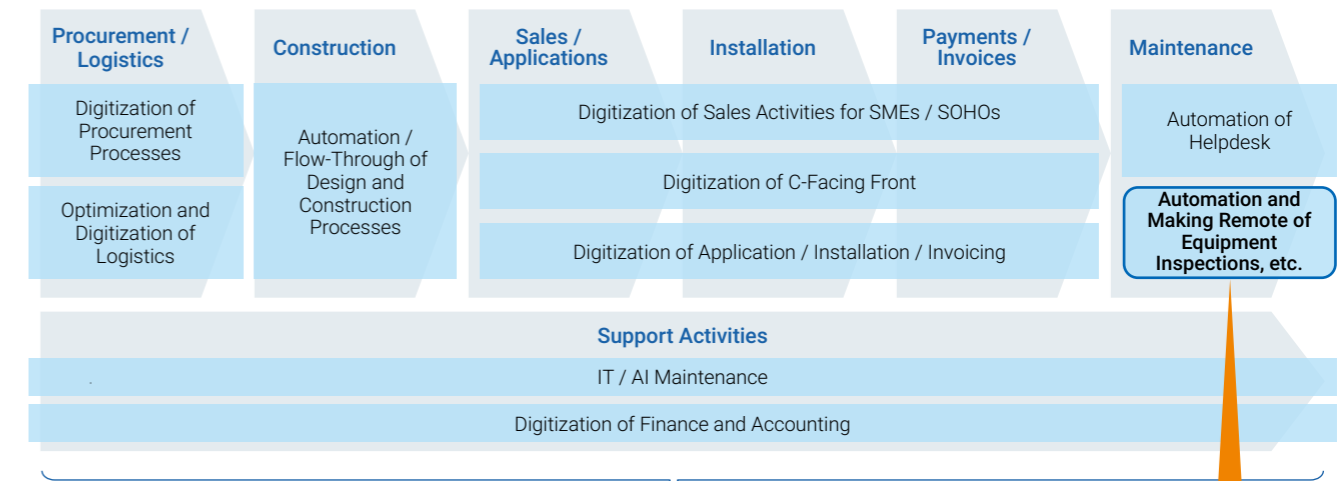 Procurement /
Logistics
Construction
Sales /
Applications
Installation
Payments /
Invoices
Maintenance
Digitization of
Procurement
Processes
Optimization and
Digitization of
Logistics
Automation /
Flow-Through of
Design and
Construction
Processes
Digitization of Sales Activities for SMEs / SOHOs
Digitization of C-Facing Front
Digitization of Application / Installation / Invoicing
Automation of
Helpdesk
Automation and
Making Remote of
Equipment
Inspections, etc.
Support Activities
IT / AI Maintenance
Digitization of Finance and Accounting